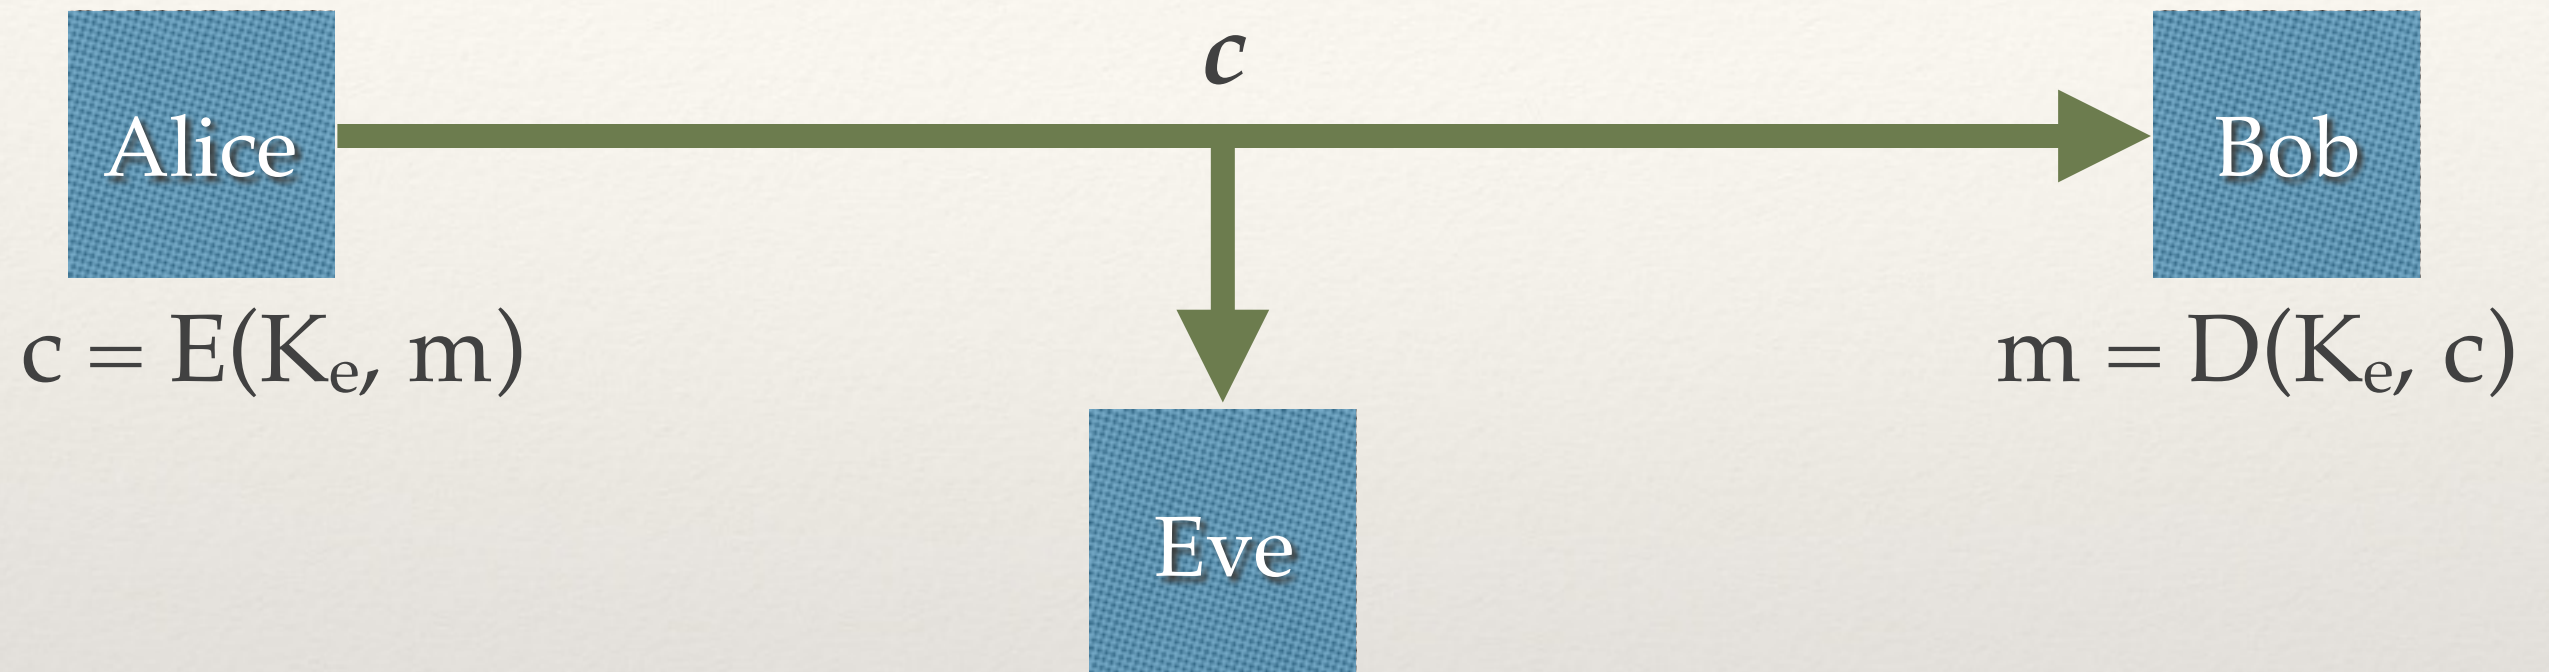 c
Alice
Bob
c = E(Kₑ, m)
m = D(Kₑ, c)
Eve